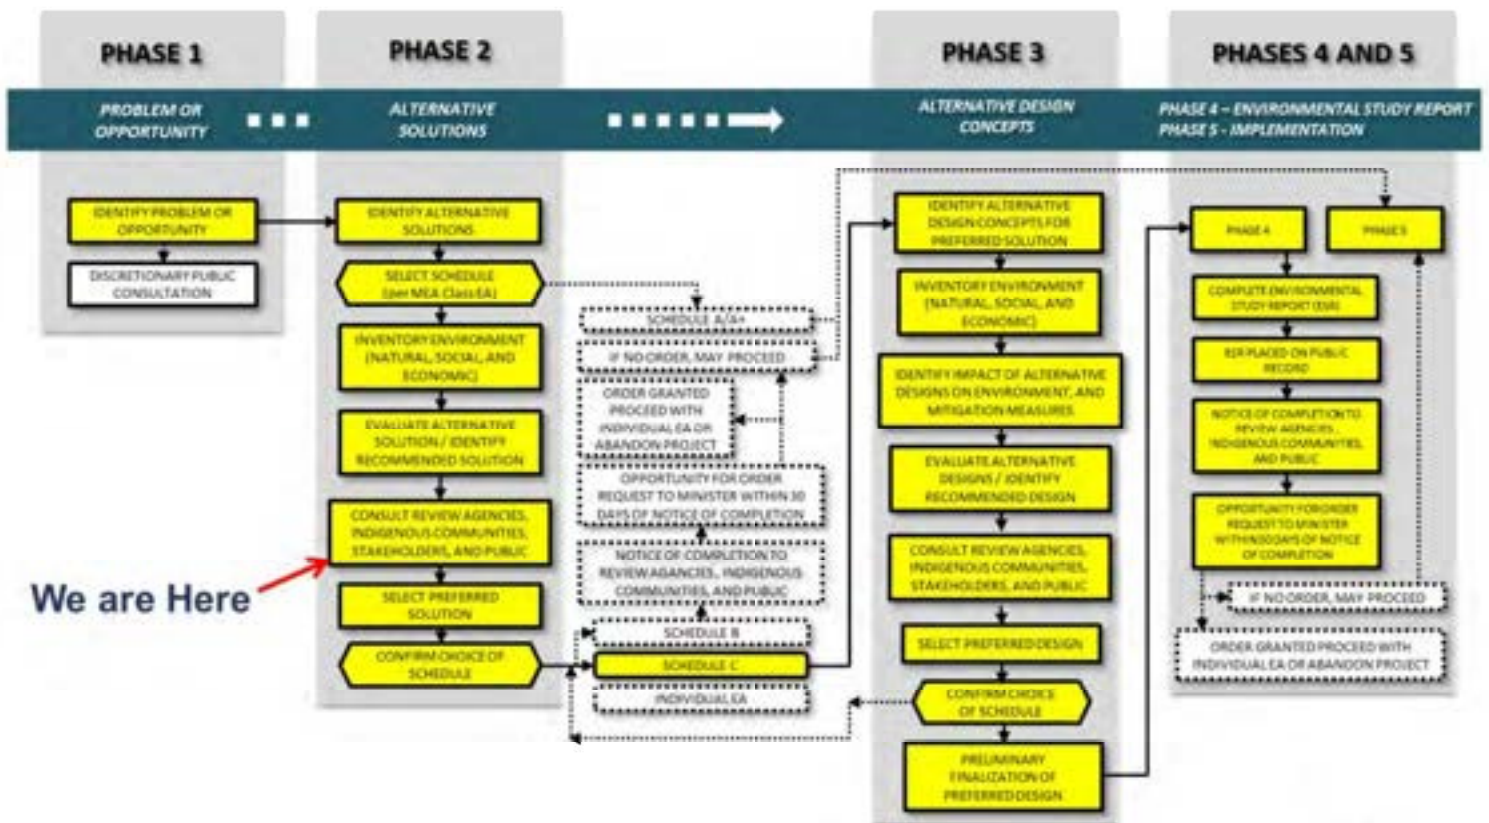 PHASE 1
PHASE 2
PHASE 3
PHASES 4 AND 5
PROBLEM OR
OPPORTUNITY
ALTERNATIVE
SOLUTIONS
ALTERNATIVE DESIGN
CONCEPTS
PHASE 4 – ENVIRONMENTAL STUDY REPORT
PHASE 5 - IMPLEMENTATION
IDENTIFY PROBLEM OR
OPPORTUNITY
DISCRETIONARY PUBLIC
CONSULTATION
IDENTIFY ALTERNATIVE
SOLUTIONS
SELECT SCHEDULE
(per MEA Class EA)
INVENTORY ENVIRONMENT
(NATURAL, SOCIAL, AND
ECONOMIC)
EVALUATE ALTERNATIVE
SOLUTION / IDENTIFY
RECOMMENDED SOLUTION
CONSULT REVIEW AGENCIES,
INDIGENOUS COMMUNITIES,
STAKEHOLDERS, AND PUBLIC
We are Here
SELECT PREFERRED
SOLUTION
CONFIRM CHOICE OF
SCHEDULE
SCHEDULE A/A+
IF NO ORDER, MAY PROCEED
ORDER GRANTED
PROCEED WITH
INDIVIDUAL EA OR
ABANDON PROJECT
OPPORTUNITY FOR ORDER
REQUEST TO MINISTER WITHIN 30
DAYS OF NOTICE OF COMPLETION
NOTICE OF COMPLETION TO
REVIEW AGENCIES, INDIGENOUS
COMMUNITIES, AND PUBLIC
SCHEDULE B
SCHEDULE C
INDIVIDUAL EA
IDENTIFY ALTERNATIVE
DESIGN CONCEPTS FOR
PREFERRED SOLUTION
INVENTORY ENVIRONMENT
(NATURAL, SOCIAL, AND
ECONOMIC)
IDENTIFY IMPACT OF ALTERNATIVE
DESIGNS ON ENVIRONMENT, AND
MITIGATION MEASURES
EVALUATE ALTERNATIVE
DESIGNS / IDENTIFY
RECOMMENDED DESIGN
CONSULT REVIEW AGENCIES,
INDIGENOUS COMMUNITIES,
STAKEHOLDERS, AND PUBLIC
SELECT PREFERRED DESIGN
CONFIRM CHOICE
OF SCHEDULE
PRELIMINARY
FINALIZATION OF
PREFERRED DESIGN
PHASE 4
PHASE 5
COMPLETE ENVIRONMENTAL
STUDY REPORT (ESR)
ESR PLACED ON PUBLIC
RECORD
NOTICE OF COMPLETION TO
REVIEW AGENCIES,
INDIGENOUS COMMUNITIES,
AND PUBLIC
OPPORTUNITY FOR ORDER
REQUEST TO MINISTER
WITHIN 30 DAYS OF NOTICE
OF COMPLETION
IF NO ORDER, MAY PROCEED
ORDER GRANTED PROCEED WITH
INDIVIDUAL EA OR ABANDON PROJECT